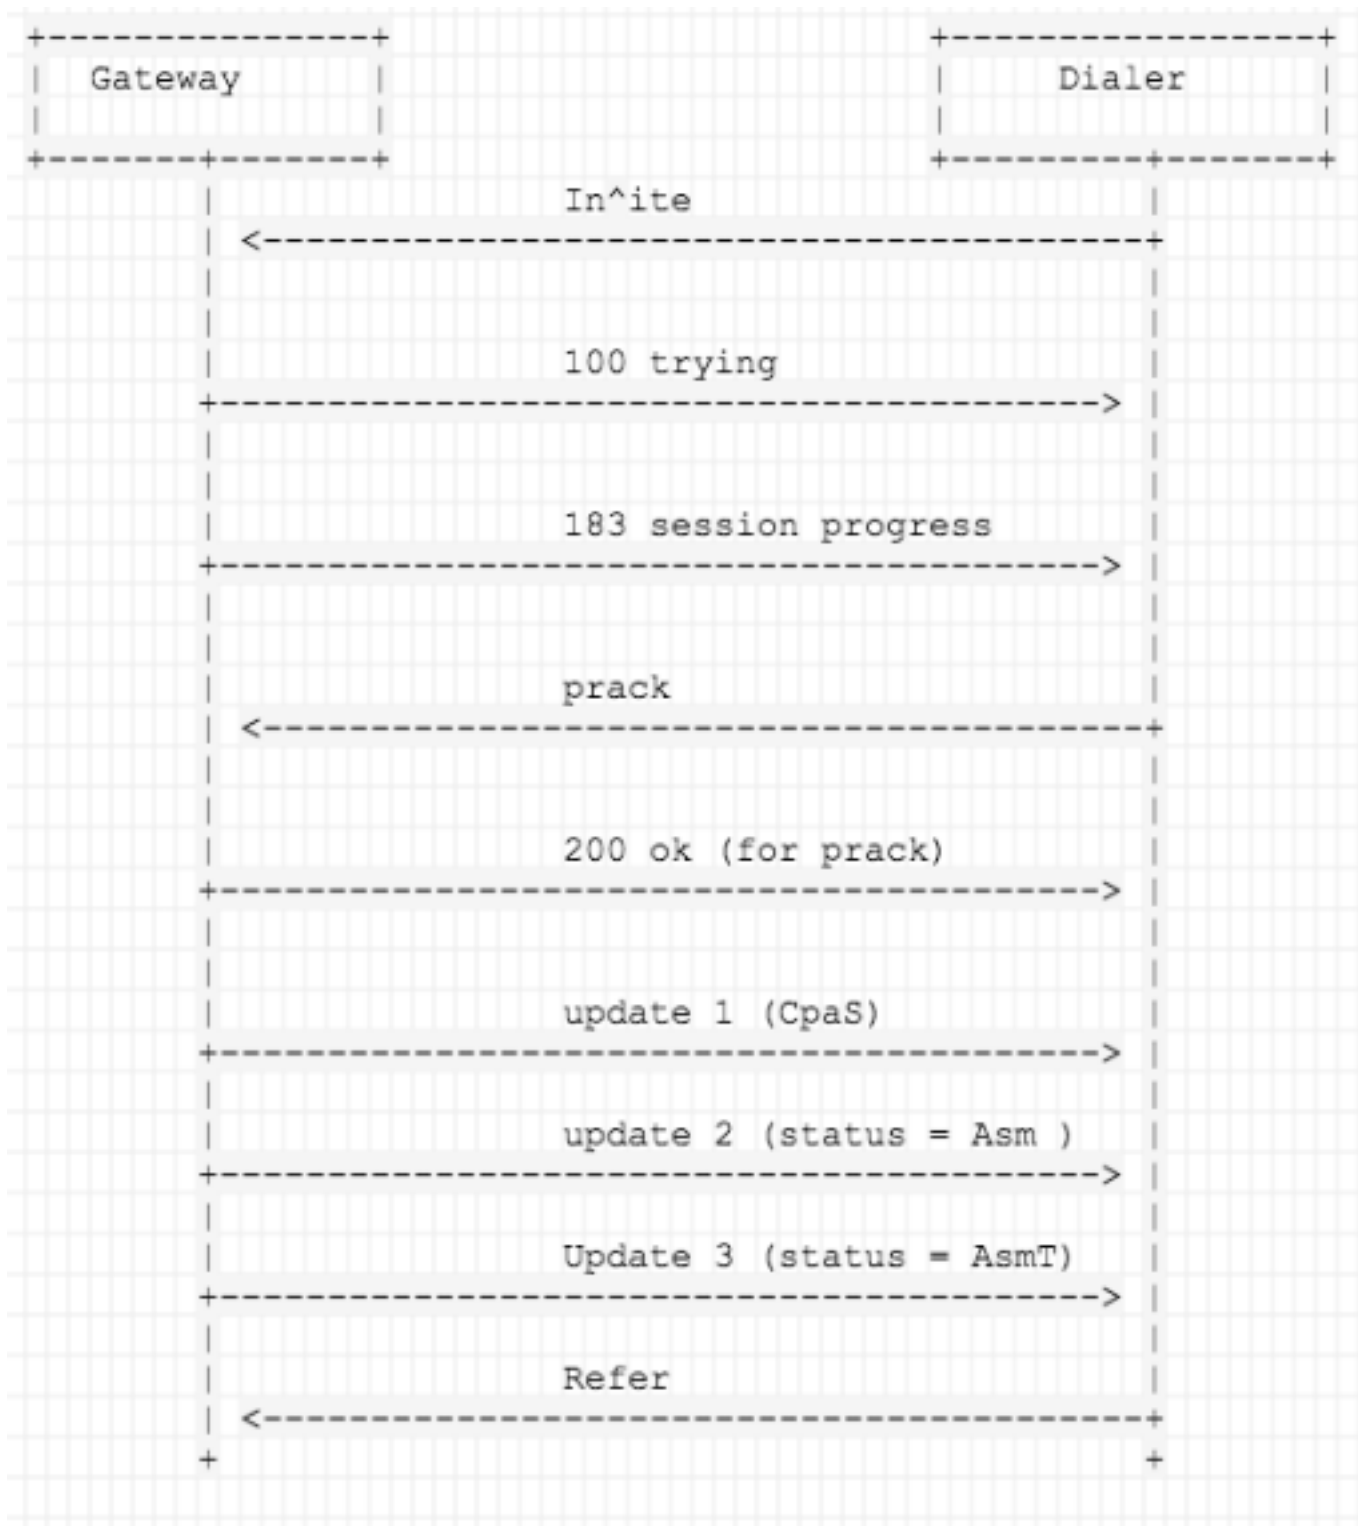 Gateway
Dialer
In^ite
100 trying
183 session progress
prack
200 ok (for prack)
update 1 (CpaS)
update 2 (status = Asm )
Update 3 (status = AsmT)
Refer